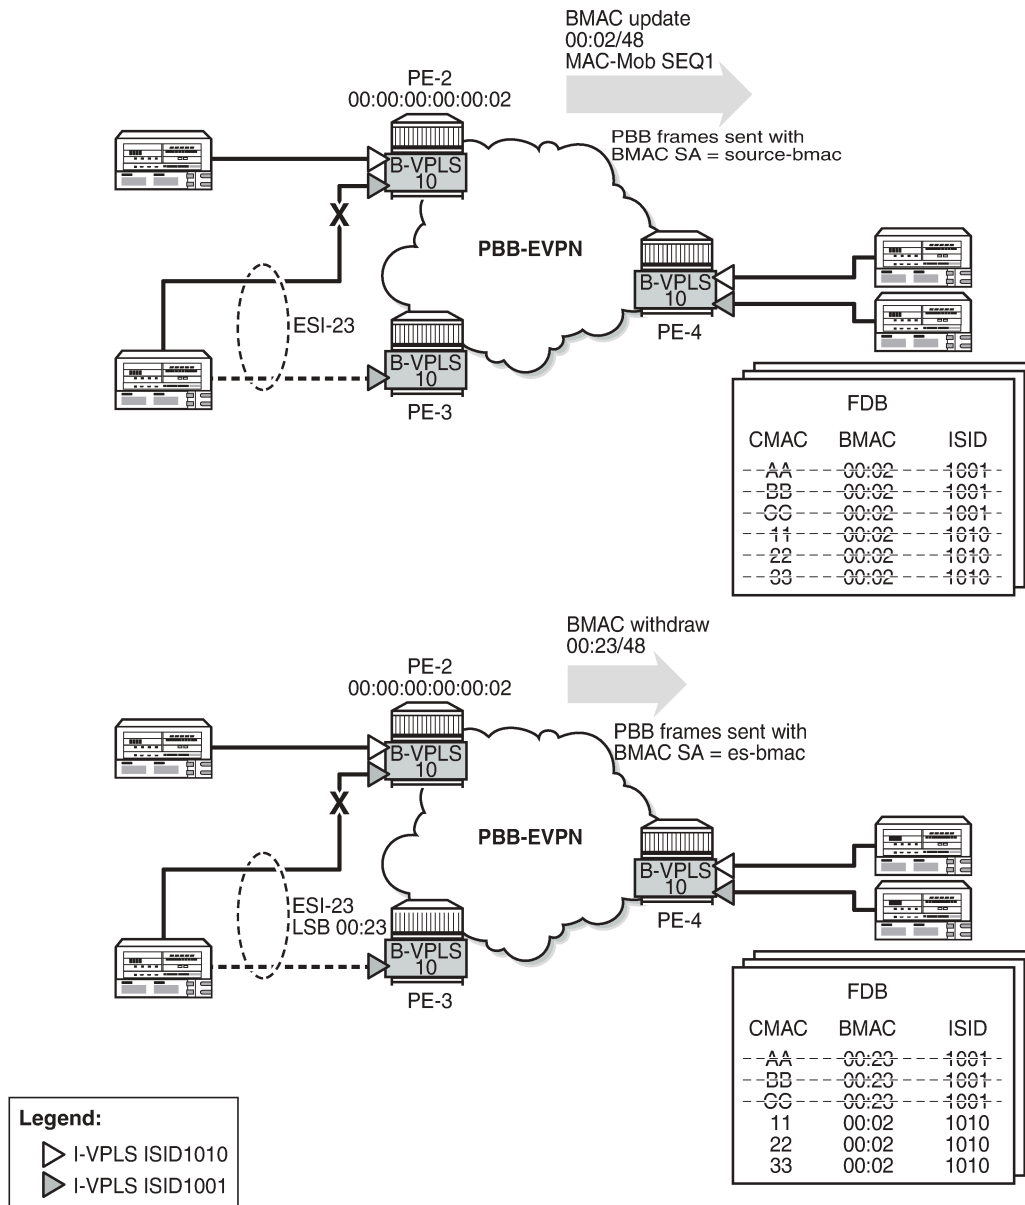 BMAC update
00:02/48
MAC-Mob SEQ1
PE-2
00:00:00:00:00:02
PBB frames sent with
BMAC SA = source-bmac
B-VPLS
10
X
PBB-EVPN
B-VPLS
10
ESI-23
PE-4
B-VPLS
10
PE-3
FDB
CMAC BMAC ISID
AA 00:02 1001
BB 00:02 1001
CC 00:02 1001
11 00:02 1010
22 00:02 1010
33 00:02 1010
BMAC withdraw
00:23/48
PE-2
00:00:00:00:00:02
PBB frames sent with
BMAC SA = es-bmac
B-VPLS
10
X
PBB-EVPN
B-VPLS
10
ESI-23
LSB 00:23
PE-4
B-VPLS
10
PE-3
FDB
CMAC BMAC ISID
AA 00:23 1001
BB 00:23 1001
CC 00:23 1001
11 00:02 1010
22 00:02 1010
33 00:02 1010
Legend:
I-VPLS ISID1010
I-VPLS ISID1001